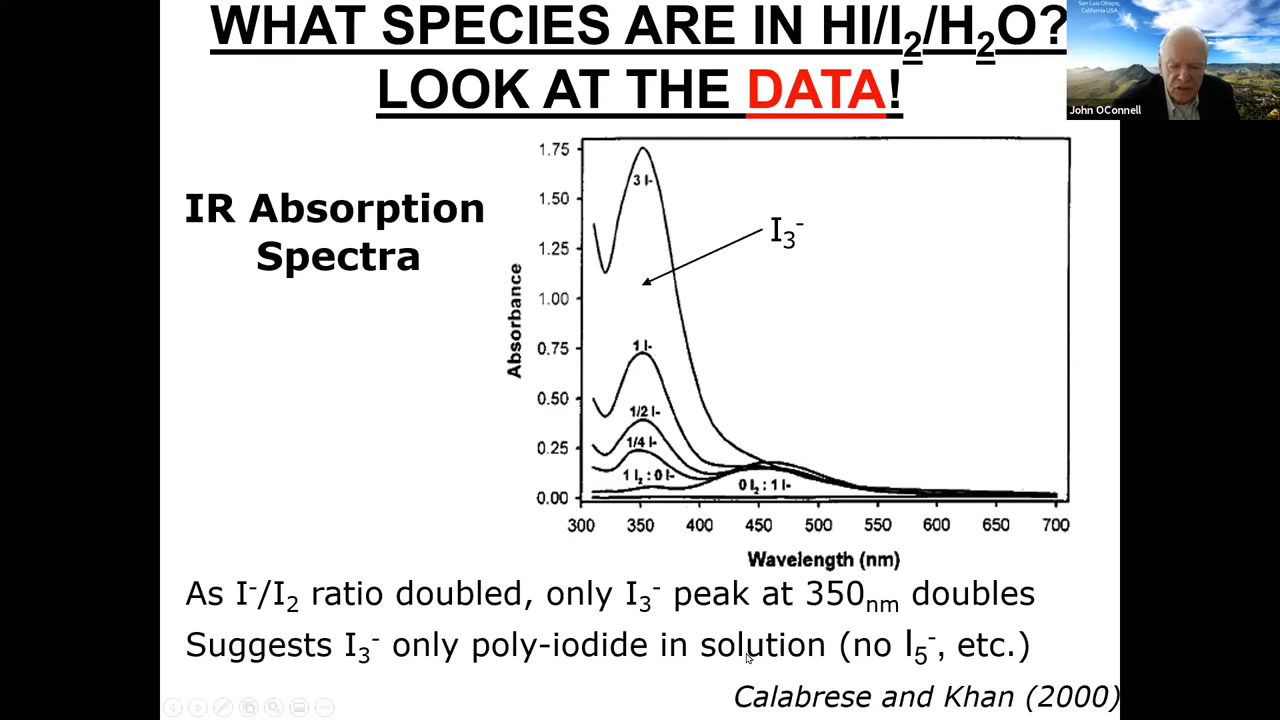 WHAT SPECIES ARE IN HI/I₂/H₂O?
LOOK AT THE DATA!
San Luis Obispo,
California USA
John OConnell
IR Absorption
Spectra
Absorbance
1.75
1.50
1.25
1.00
0.75
0.50
0.25
0.00
3 I-
I₃⁻
1 I-
1/2 I-
1/4 I-
1 I₂ : 0 I-
0 I₂ : 1 I-
300 350 400 450 500 550 600 650 700
Wavelength (nm)
As I⁻/I₂ ratio doubled, only I₃⁻ peak at 350nm doubles
Suggests I₃⁻ only poly-iodide in solution (no I₅⁻, etc.)
Calabrese and Khan (2000)